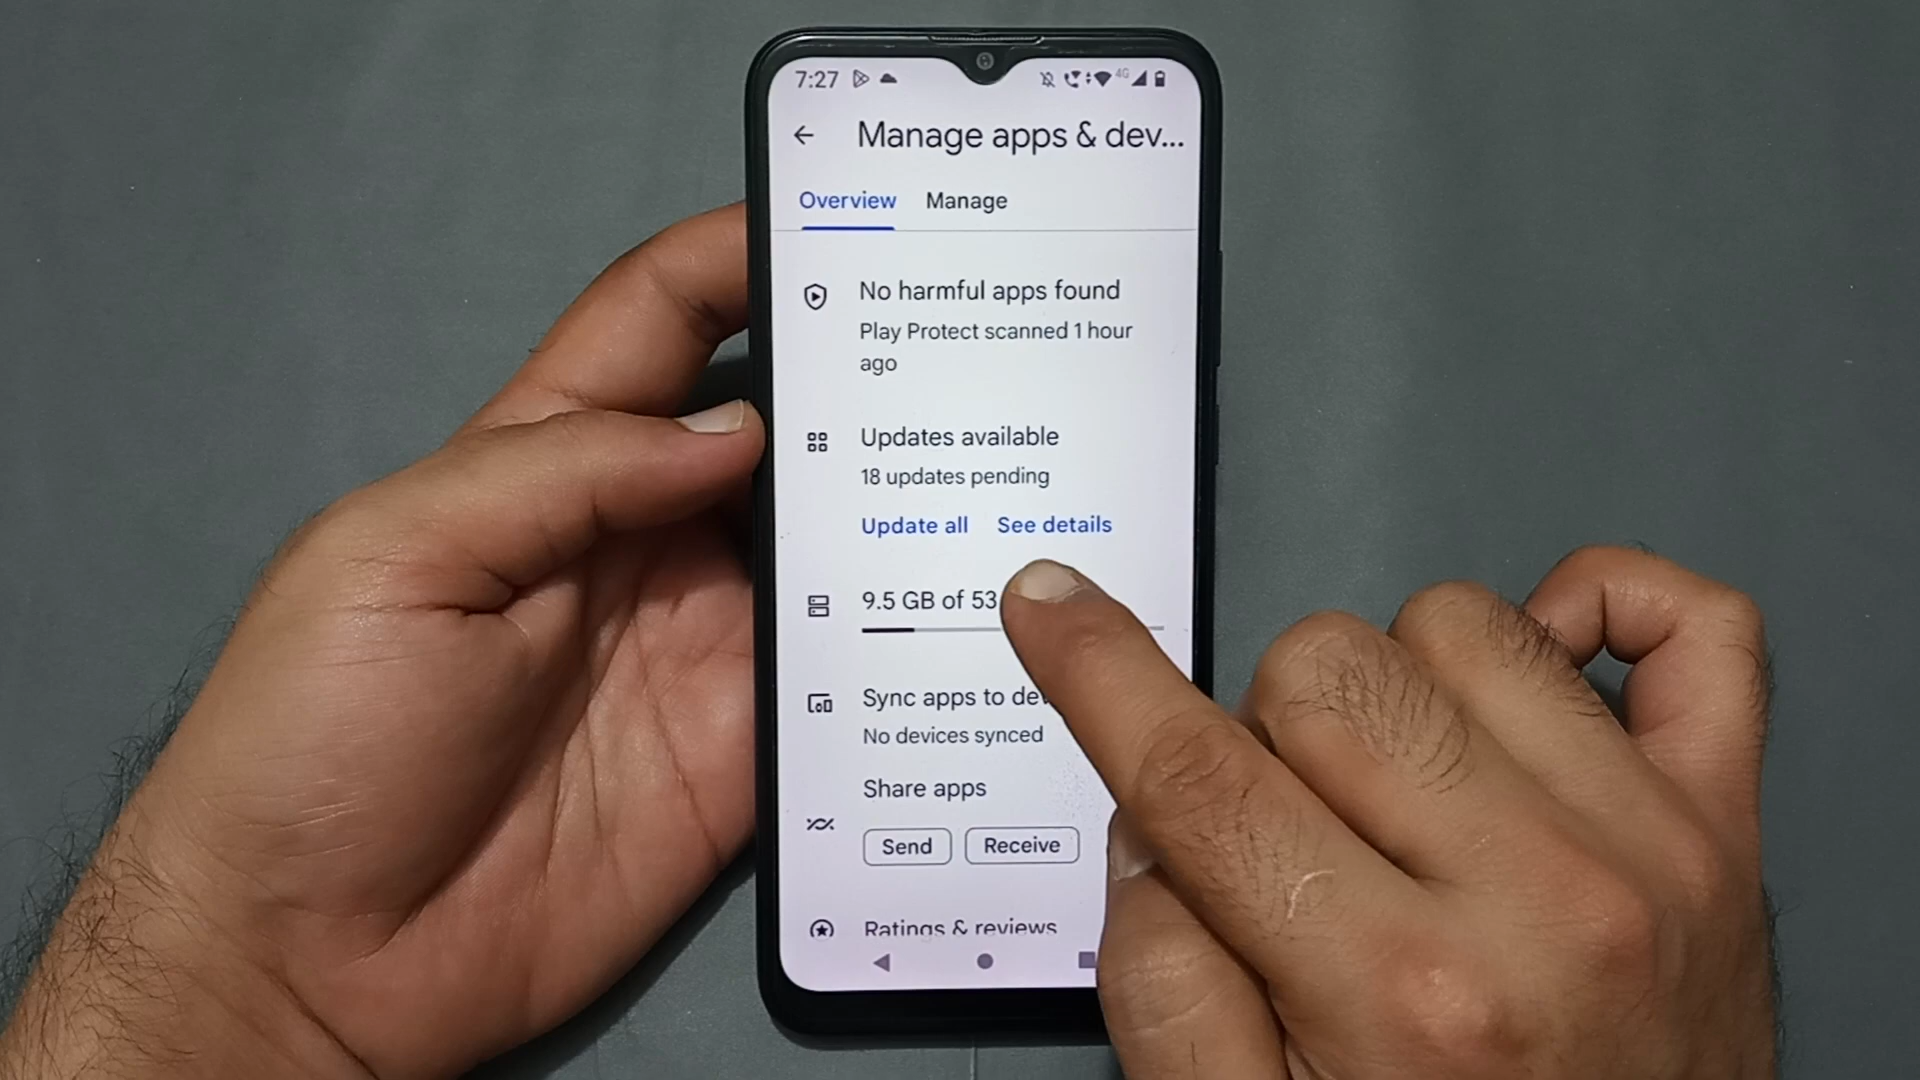 7:27 4G
Manage apps & dev...
Overview Manage
No harmful apps found
Play Protect scanned 1 hour
ago
Updates available
18 updates pending
Update all See details
9.5 GB of 53
Sync apps to dev
No devices synced
Share apps
Send Receive
Ratings & reviews